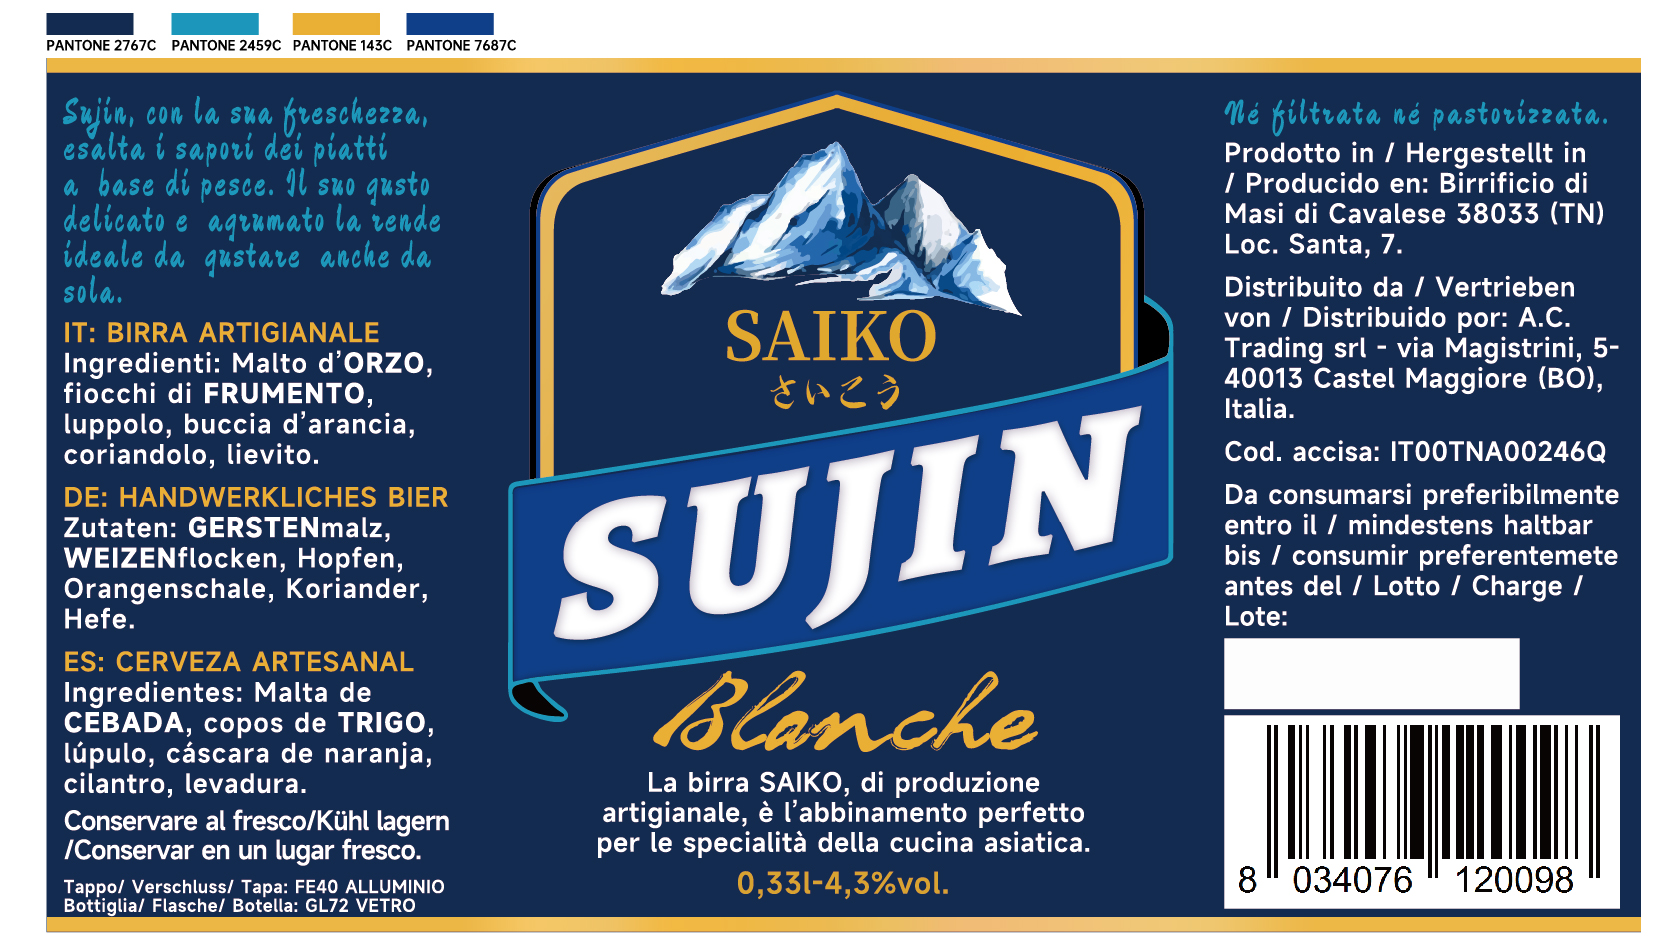 PANTONE 2767C PANTONE 2459C PANTONE 143C PANTONE 7687C
Sujin, con la sua freschezza,
esalta i sapori dei piatti
a base di pesce. Il suo gusto
delicato e agrumato la rende
ideale da gustare anche da
sola.
IT: BIRRA ARTIGIANALE
Ingredienti: Malto d'ORZO,
fiocchi di FRUMENTO,
luppolo, buccia d'arancia,
coriandolo, lievito.
DE: HANDWERKLICHES BIER
Zutaten: GERSTENmalz,
WEIZENflocken, Hopfen,
Orangenschale, Koriander,
Hefe.
ES: CERVEZA ARTESANAL
Ingredientes: Malta de
CEBADA, copos de TRIGO,
lúpulo, cáscara de naranja,
cilantro, levadura.
Conservare al fresco/Kühl lagern
/Conservar en un lugar fresco.
Tappo/ Verschluss/ Tapa: FE40 ALLUMINIO
Bottiglia/ Flasche/ Botella: GL72 VETRO
SAIKO
さいこう
SUJIN
Blanche
La birra SAIKO, di produzione
artigianale, è l'abbinamento perfetto
per le specialità della cucina asiatica.
0,33l-4,3%vol.
Né filtrata né pastorizzata.
Prodotto in / Hergestellt in
/ Producido en: Birrificio di
Masi di Cavalese 38033 (TN)
Loc. Santa, 7.
Distribuito da / Vertrieben
von / Distribuido por: A.C.
Trading srl - via Magistrini, 5-
40013 Castel Maggiore (BO),
Italia.
Cod. accisa: IT00TNA00246Q
Da consumarsi preferibilmente
entro il / mindestens haltbar
bis / consumir preferentemete
antes del / Lotto / Charge /
Lote:
8 034076 120098